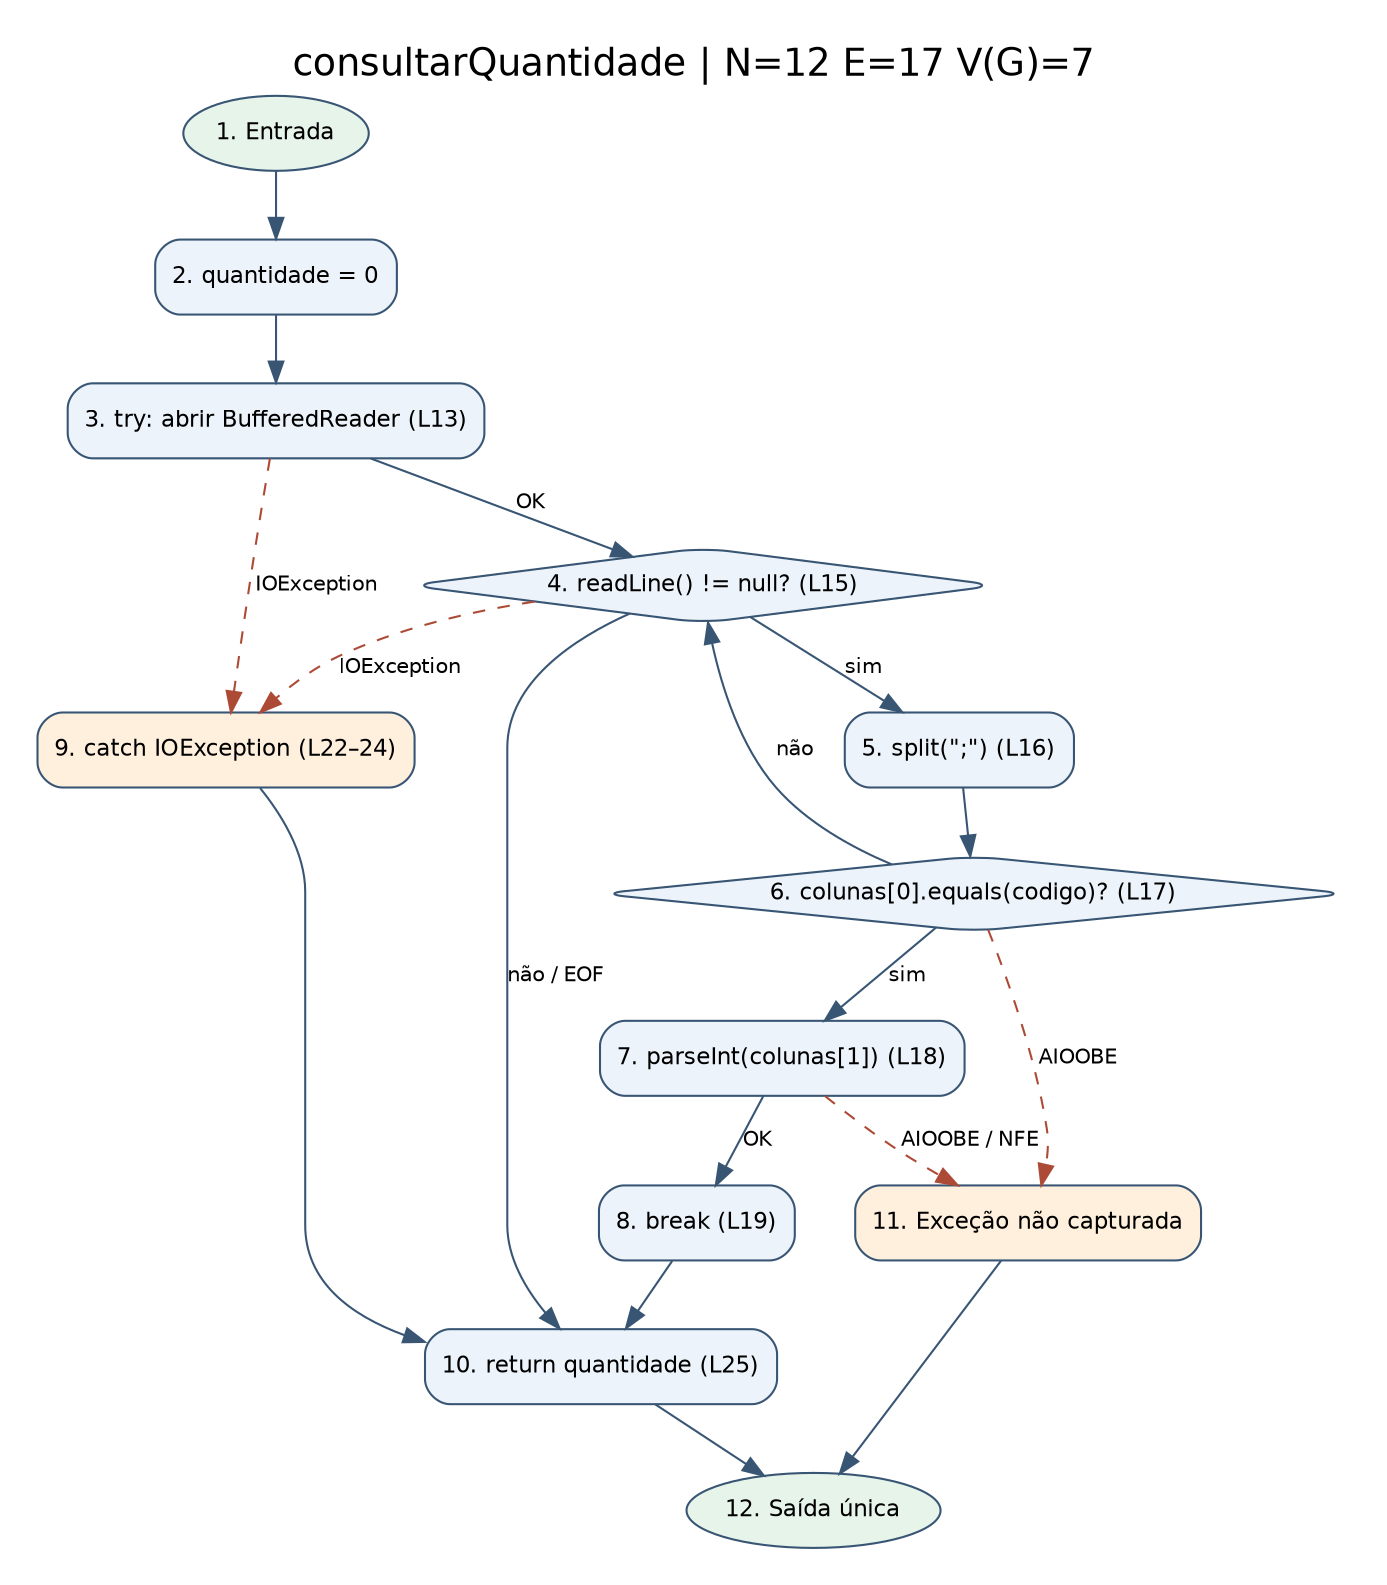 consultarQuantidade | N=12 E=17 V(G)=7
1. Entrada
2. quantidade = 0
3. try: abrir BufferedReader (L13)
OK
4. readLine() != null? (L15)
IOException
IOException
sim
9. catch IOException (L22–24)
não
5. split(";") (L16)
6. colunas[0].equals(codigo)? (L17)
não / EOF
sim
7. parseInt(colunas[1]) (L18)
AIOOBE
OK
AIOOBE / NFE
8. break (L19)
11. Exceção não capturada
10. return quantidade (L25)
12. Saída única